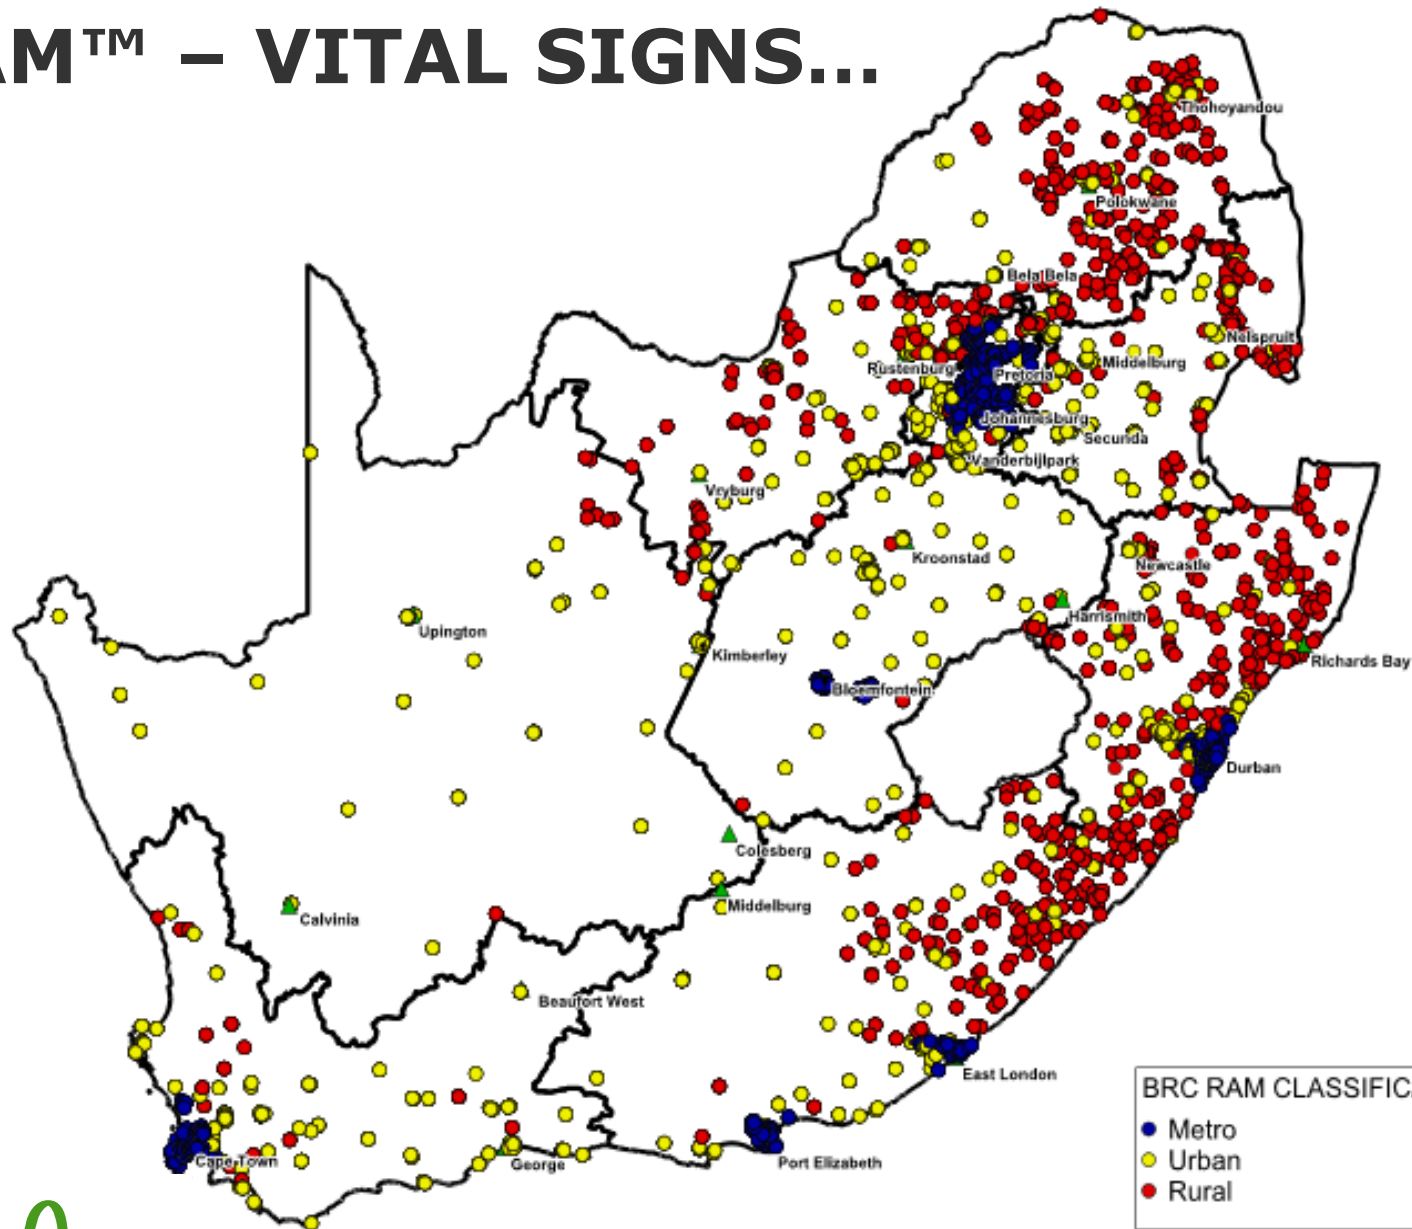 AM™ – VITAL SIGNS...
Thohoyandou
Polokwane
Bela Bela
Nelspruit
Rustenburg
Pretoria
Middelburg
Johannesburg
Secunda
Vanderbijlpark
Vryburg
Kroonstad
Newcastle
Harrismith
Upington
Kimberley
Richards Bay
Bloemfontein
Durban
Colesberg
Middelburg
Calvinia
Beaufort West
East London
Cape Town
George
Port Elizabeth
BRC RAM CLASSIFIC
Metro
Urban
Rural